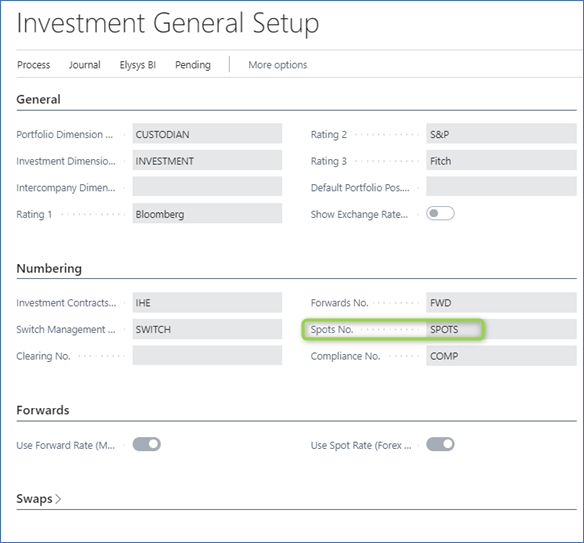 Investment General Setup
Process Journal Elysys BI Pending More options
General
Portfolio Dimension ... CUSTODIAN Rating 2 S&P
Investment Dimensio... INVESTMENT Rating 3 Fitch
Intercompany Dimen... Default Portfolio Pos....
Rating 1 Bloomberg Show Exchange Rate...
Numbering
Investment Contracts... IHE Forwards No. FWD
Switch Management ... SWITCH Spots No. SPOTS
Clearing No. Compliance No. COMP
Forwards
Use Forward Rate (M... Use Spot Rate (Forex ...
Swaps >